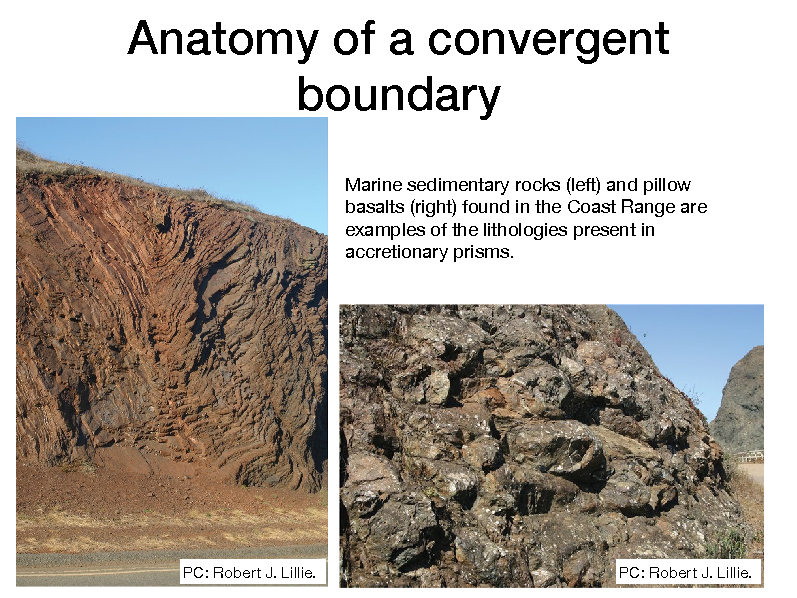 Anatomy of a convergent
boundary
Marine sedimentary rocks (left) and pillow
basalts (right) found in the Coast Range are
examples of the lithologies present in
accretionary prisms.
PC: Robert J. Lillie.
PC: Robert J. Lillie.